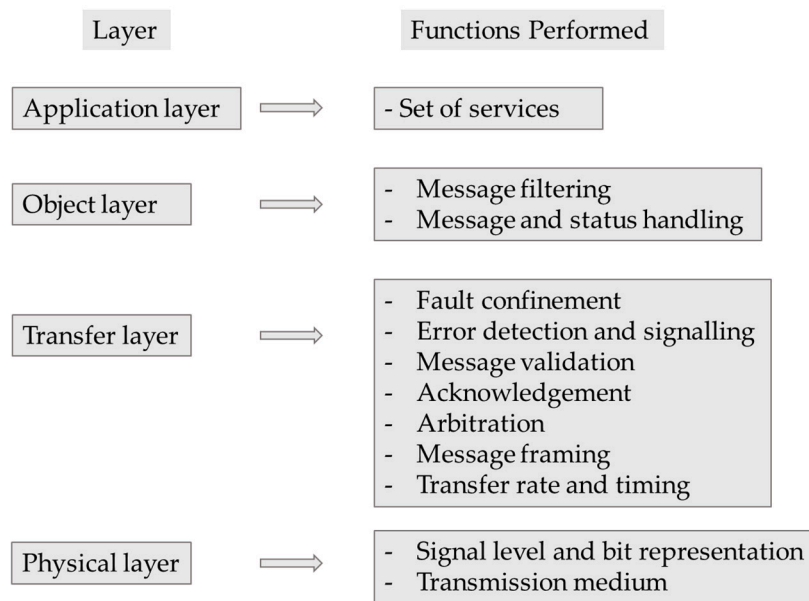 Layer
Functions Performed
Application layer
- Set of services
Object layer
- Message filtering
- Message and status handling
Transfer layer
- Fault confinement
- Error detection and signalling
- Message validation
- Acknowledgement
- Arbitration
- Message framing
- Transfer rate and timing
Physical layer
- Signal level and bit representation
- Transmission medium